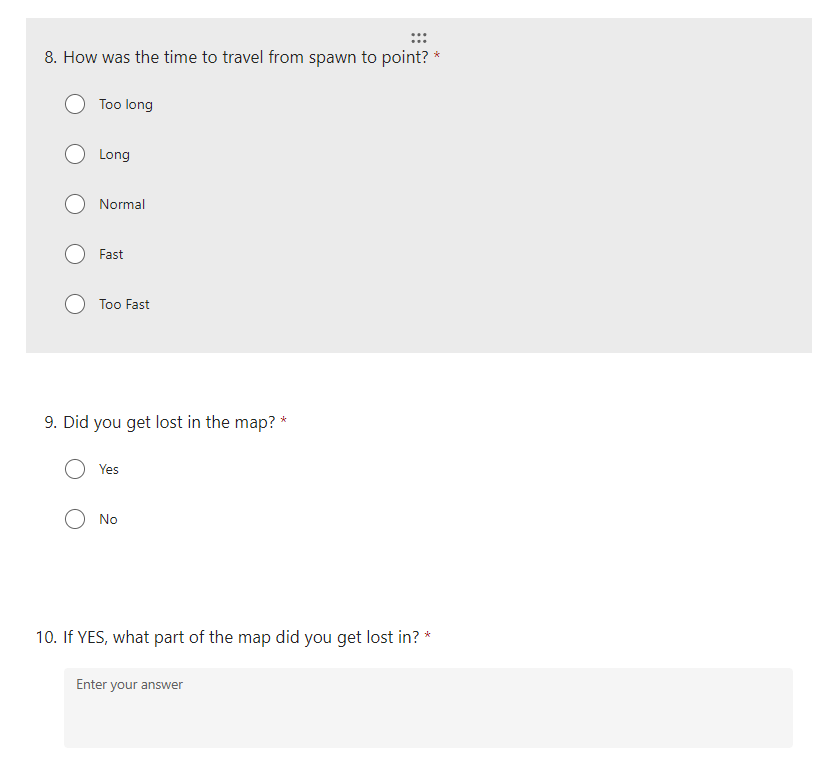 8. How was the time to travel from spawn to point? *
Too long
Long
Normal
Fast
Too Fast
9. Did you get lost in the map? *
Yes
No
10. If YES, what part of the map did you get lost in? *
Enter your answer